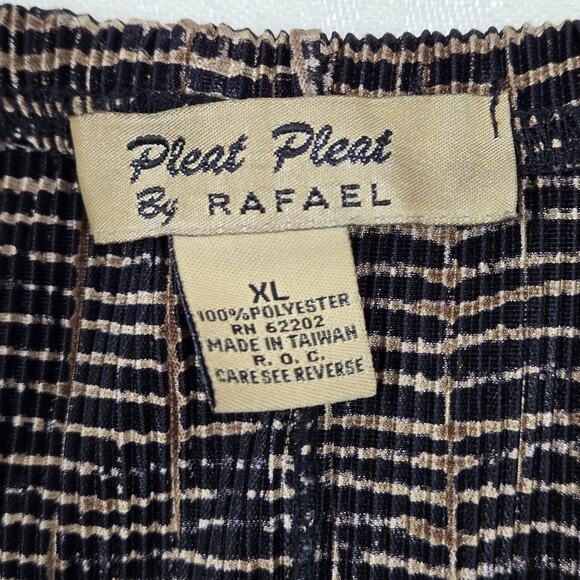 Pleat Pleat
By RAFAEL
XL
100% POLYESTER
RN 62202
MADE IN TAIWAN
R. O. C.
CARE SEE REVERSE